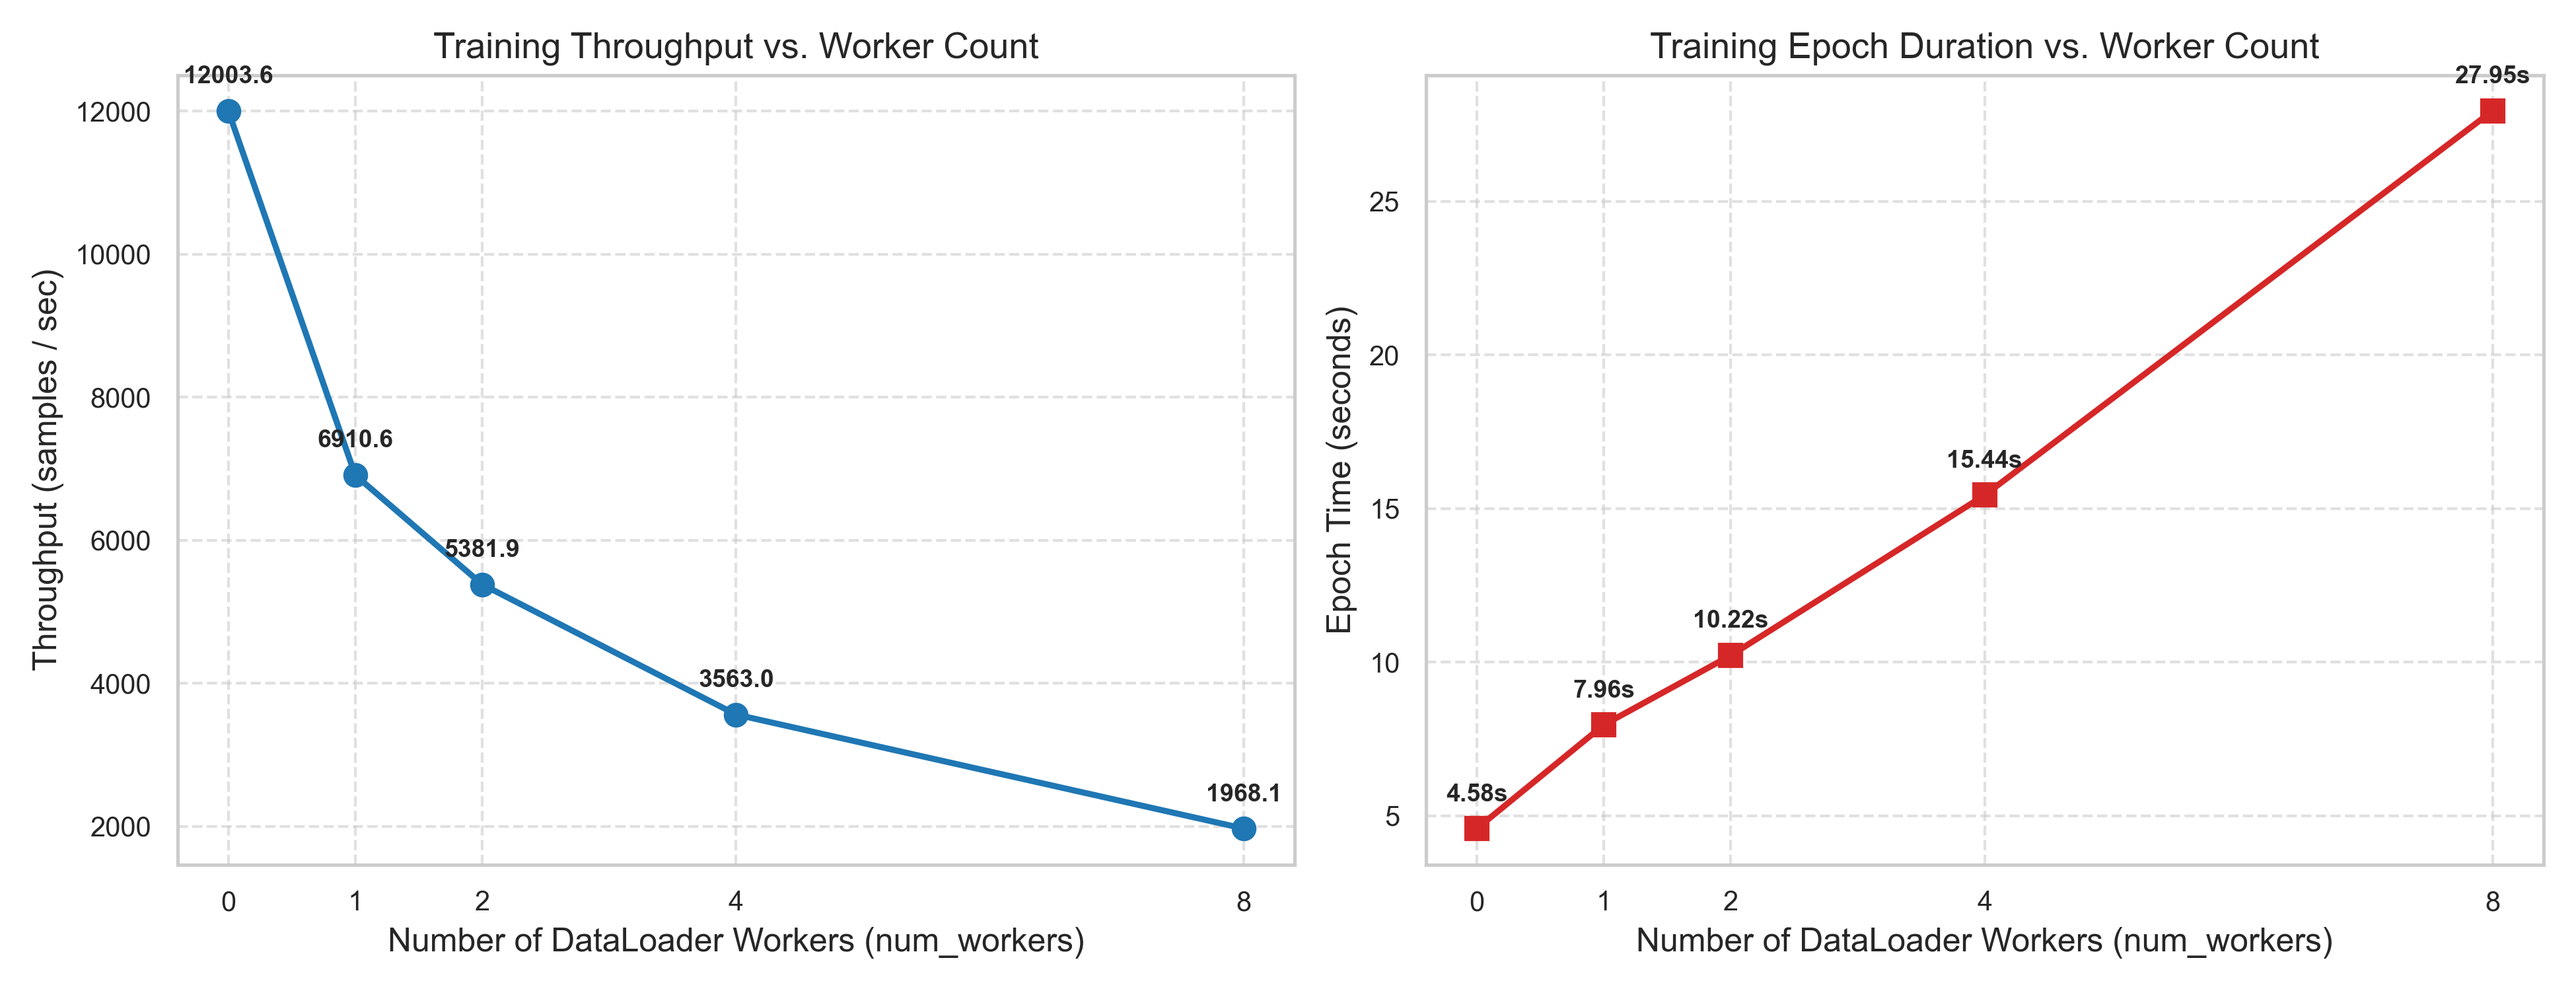 Training Throughput vs. Worker Count
12003.6
12000
10000
8000
6910.6
6000
5381.9
4000
3563.0
2000
1968.1
Throughput (samples / sec)
0 1 2 4 8
Number of DataLoader Workers (num_workers)
Training Epoch Duration vs. Worker Count
27.95s
25
20
15.44s
15
10.22s
10
7.96s
4.58s
5
Epoch Time (seconds)
0 1 2 4 8
Number of DataLoader Workers (num_workers)